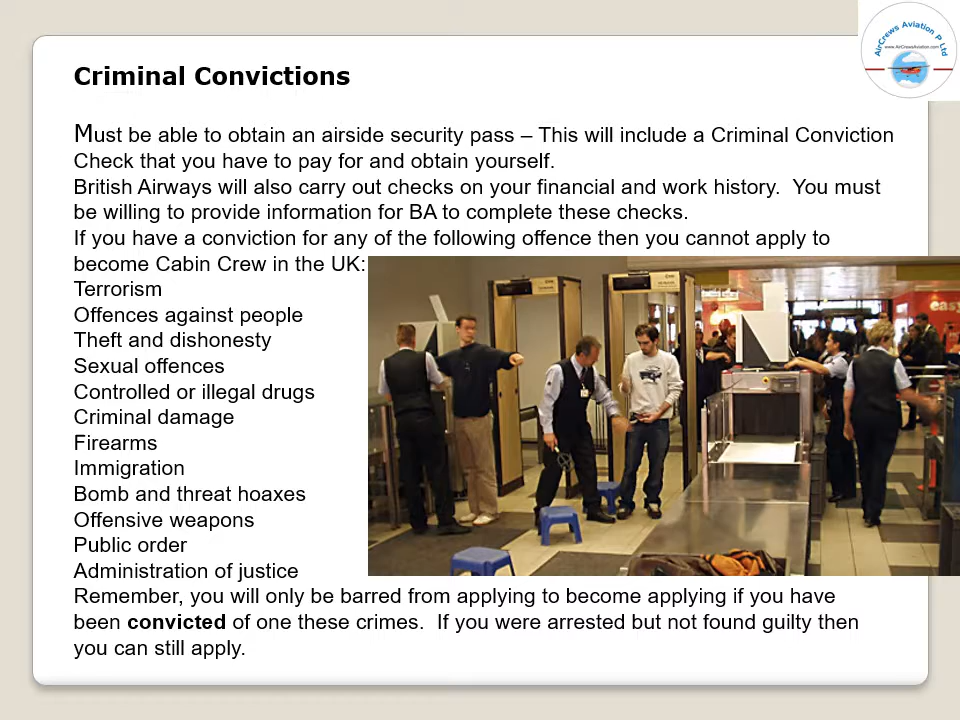 AirCrews Aviation P Ltd
www.AirCrewsAviation.com
Criminal Convictions
Must be able to obtain an airside security pass – This will include a Criminal Conviction
Check that you have to pay for and obtain yourself.
British Airways will also carry out checks on your financial and work history.  You must
be willing to provide information for BA to complete these checks.
If you have a conviction for any of the following offence then you cannot apply to
become Cabin Crew in the UK:
Terrorism
Offences against people
Theft and dishonesty
Sexual offences
Controlled or illegal drugs
Criminal damage
Firearms
Immigration
Bomb and threat hoaxes
Offensive weapons
Public order
Administration of justice
easy
Remember, you will only be barred from applying to become applying if you have
been convicted of one these crimes.  If you were arrested but not found guilty then
you can still apply.